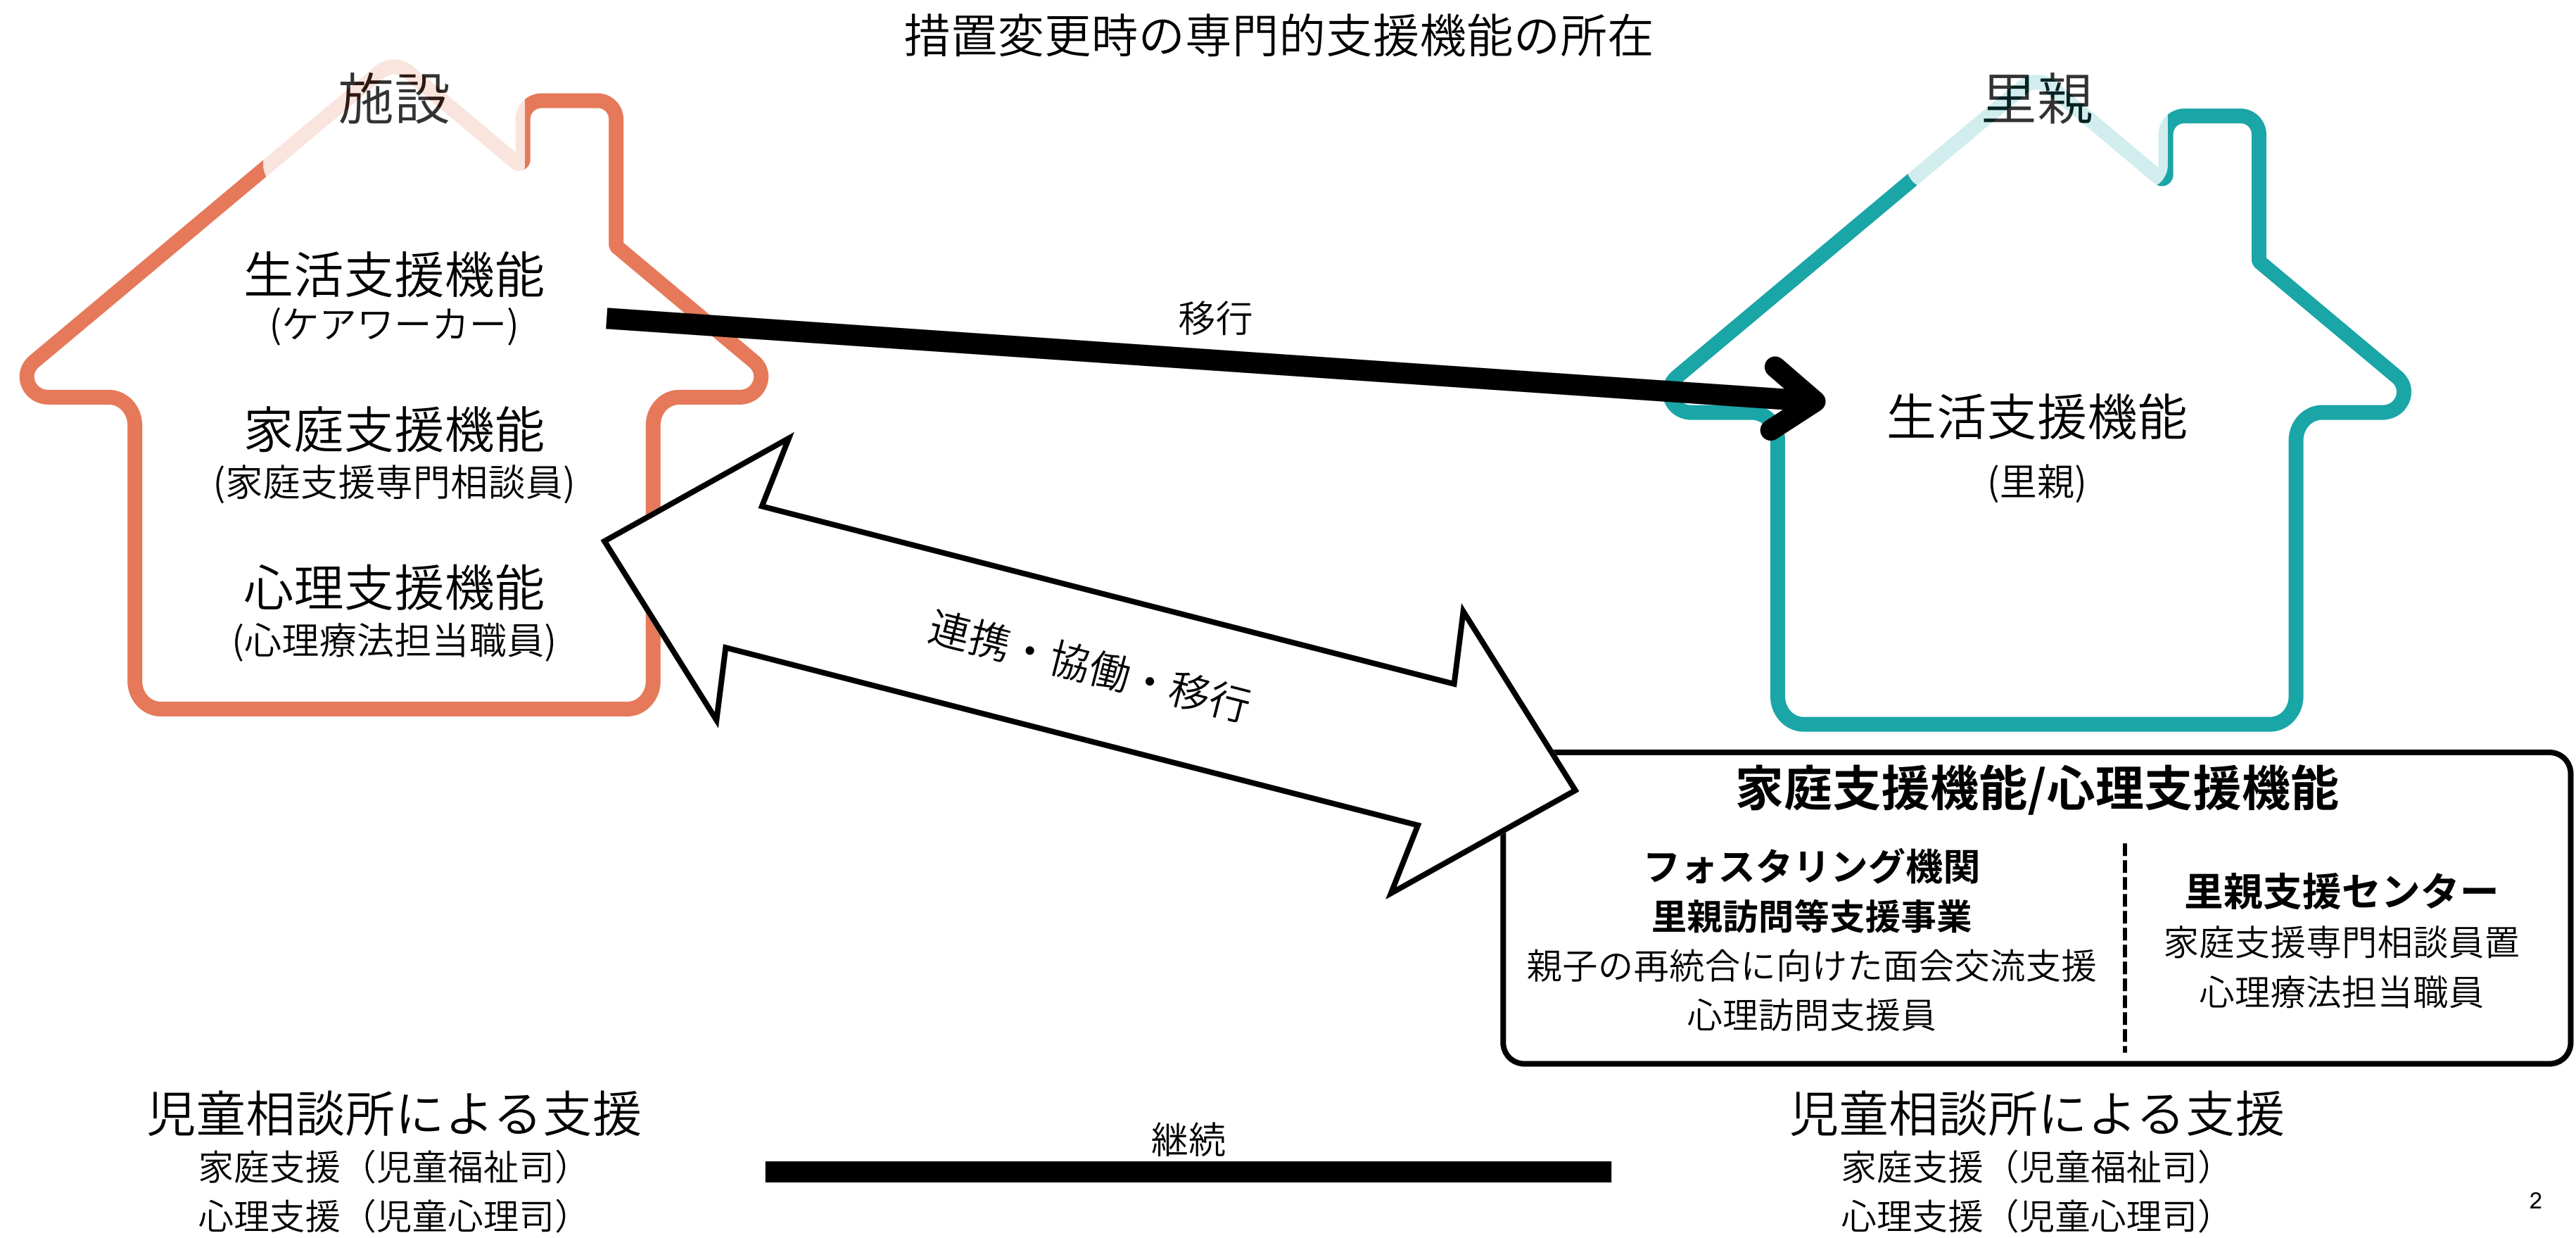 措置変更時の専門的支援機能の所在
施設
生活支援機能
(ケアワーカー)
家庭支援機能
(家庭支援専門相談員)
心理支援機能
(心理療法担当職員)
移行
連携・協働・移行
里親
生活支援機能
(里親)
家庭支援機能/心理支援機能
フォスタリング機関
里親訪問等支援事業
親子の再統合に向けた面会交流支援
心理訪問支援員
里親支援センター
家庭支援専門相談員置
心理療法担当職員
児童相談所による支援
家庭支援（児童福祉司）
心理支援（児童心理司）
継続
児童相談所による支援
家庭支援（児童福祉司）
心理支援（児童心理司）
2